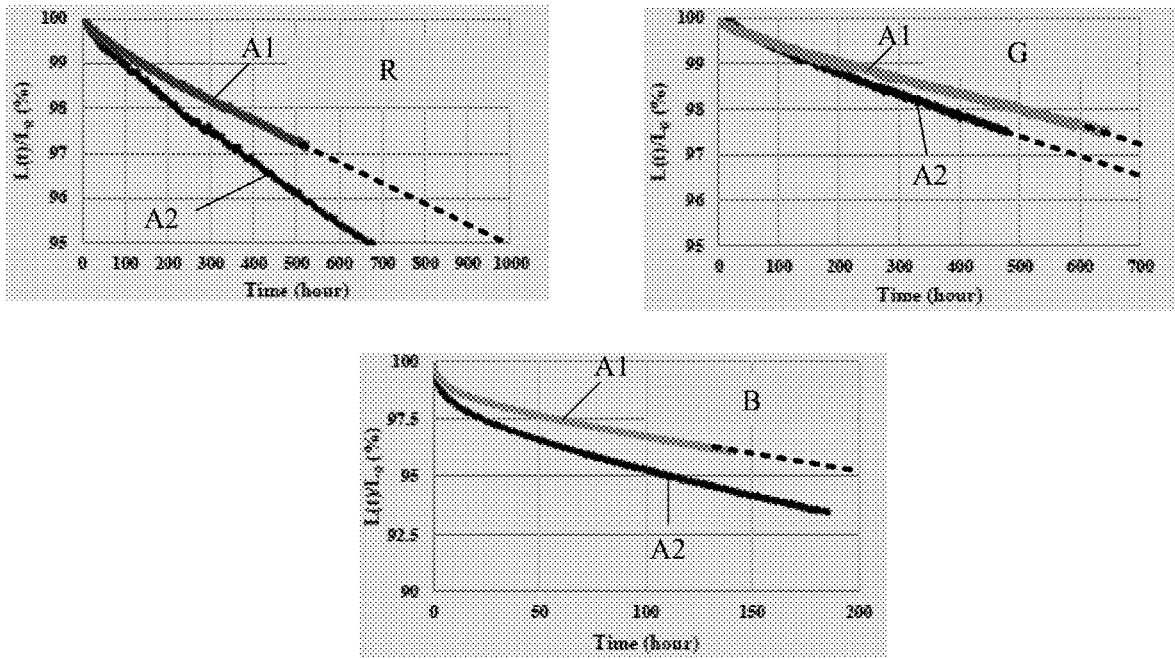 100
99
98
97
96
95
L(t)/L₀ (%)
A1
R
A2
0 100 200 300 400 500 600 700 800 900 1000
Time (hour)
100
99
98
97
96
95
L(t)/L₀ (%)
A1
G
A2
0 100 200 300 400 500 600 700
Time (hour)
100
97.5
95
92.5
90
L(t)/L₀ (%)
A1
B
A2
0 50 100 150 200
Time (hour)